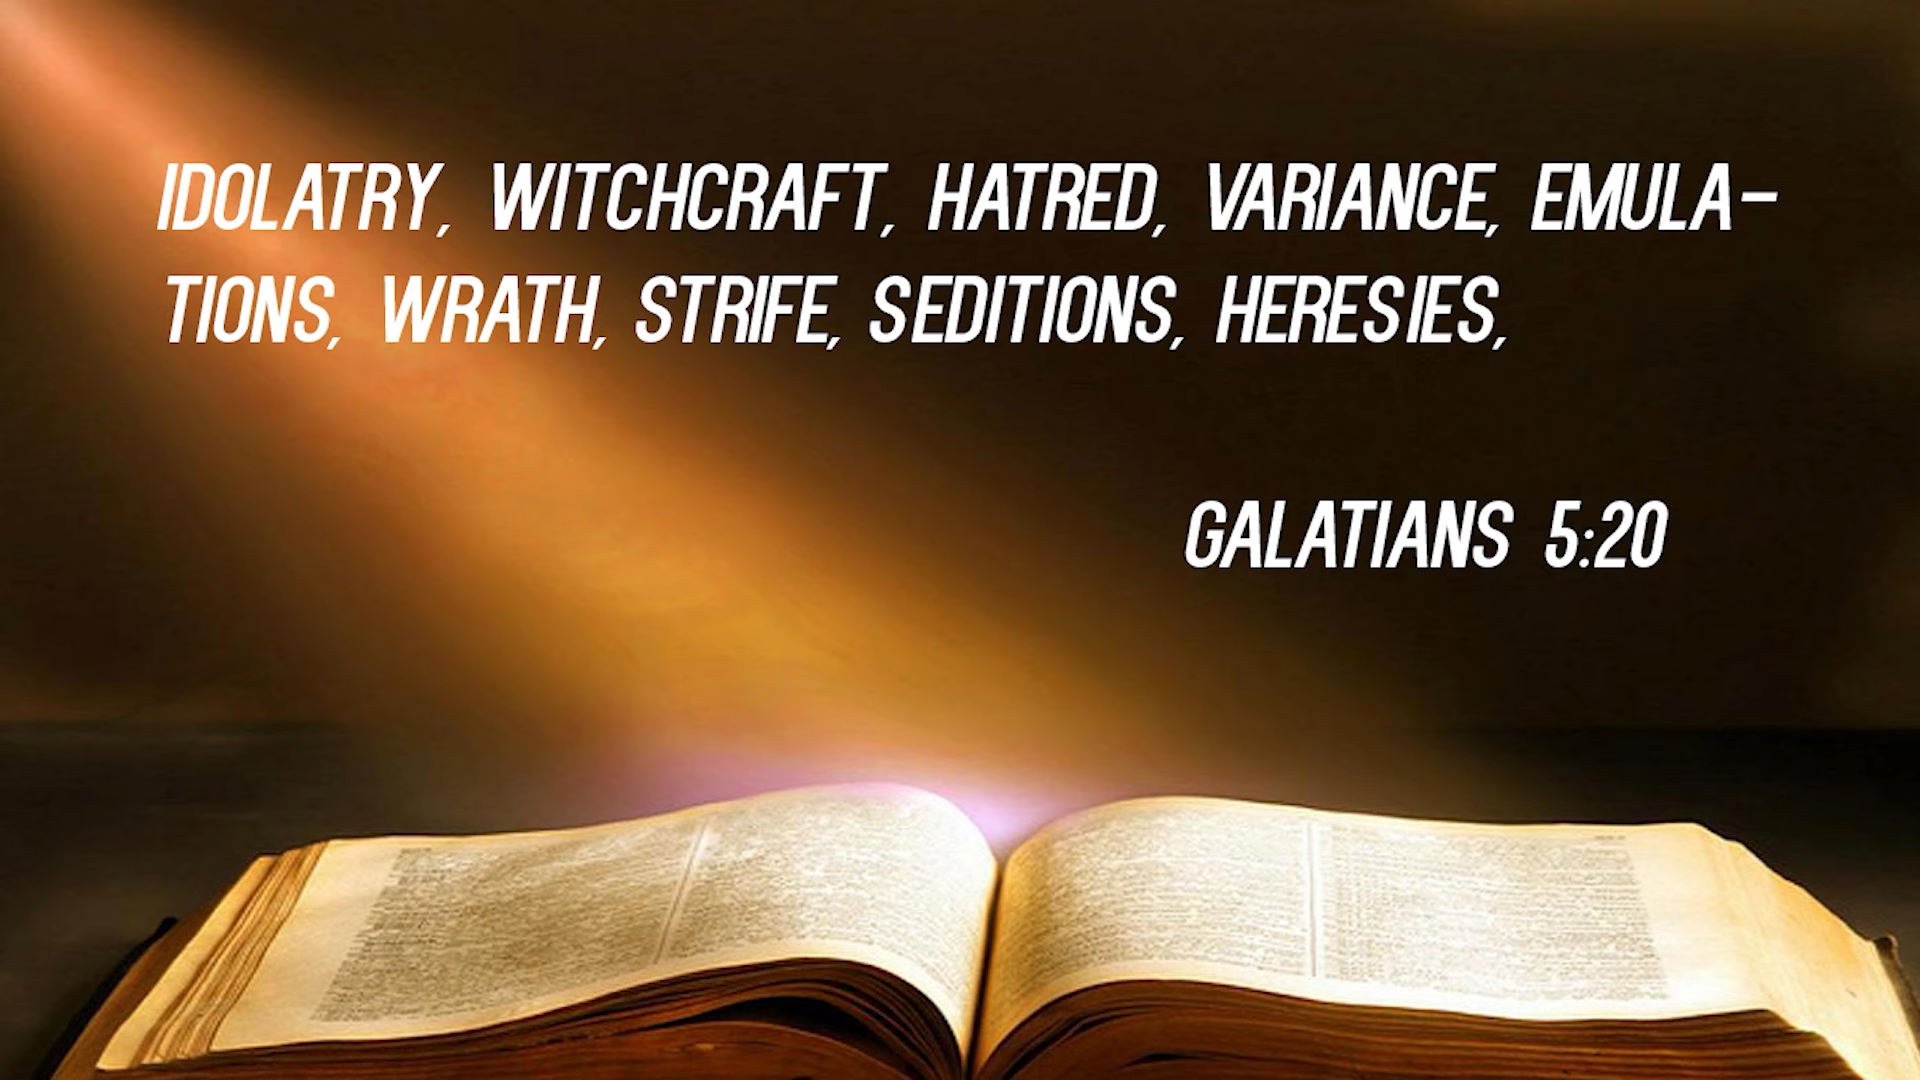 IDOLATRY, WITCHCRAFT, HATRED, VARIANCE, EMULA-
TIONS, WRATH, STRIFE, SEDITIONS, HERESIES,
GALATIANS 5:20